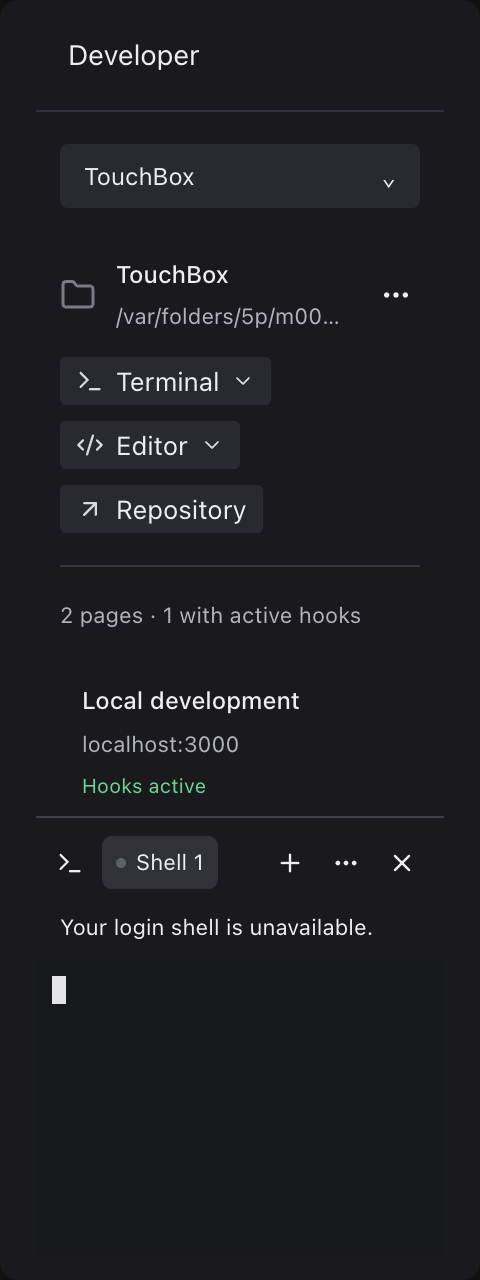 Developer
TouchBox
TouchBox
/var/folders/5p/m00...
Terminal
Editor
Repository
2 pages · 1 with active hooks
Local development
localhost:3000
Hooks active
Shell 1
Your login shell is unavailable.